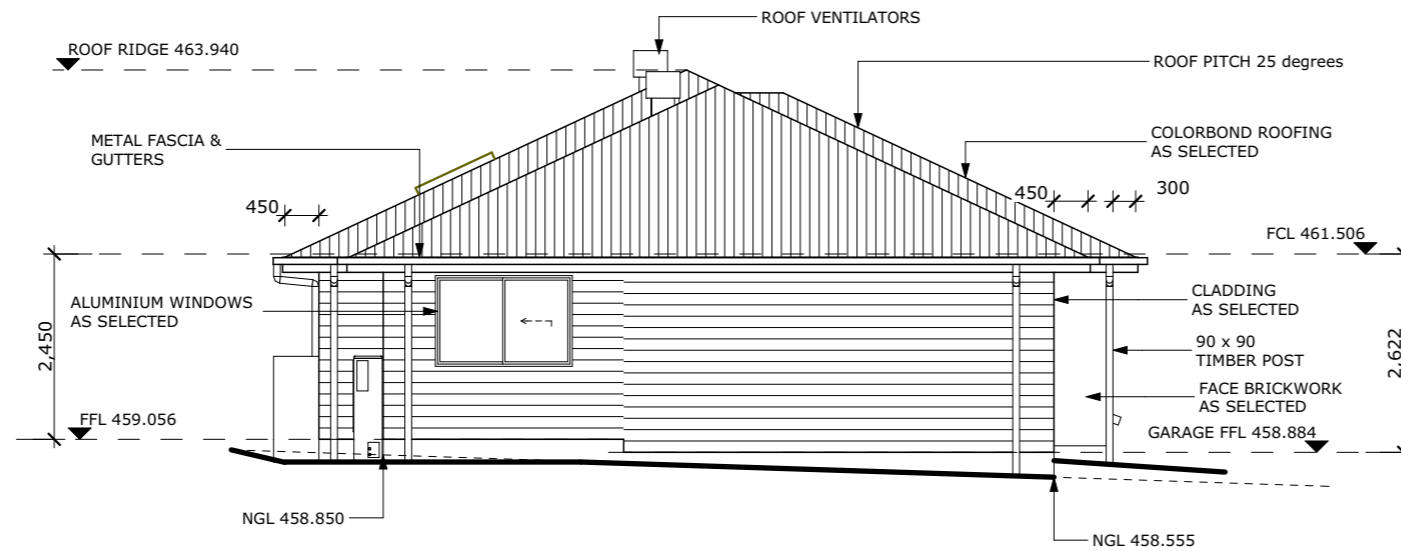 ROOF VENTILATORS
ROOF RIDGE 463.940
ROOF PITCH 25 degrees
METAL FASCIA &
GUTTERS
COLORBOND ROOFING
AS SELECTED
450
450
300
FCL 461.506
ALUMINIUM WINDOWS
AS SELECTED
CLADDING
AS SELECTED
2,450
90 x 90
TIMBER POST
2,622
FACE BRICKWORK
AS SELECTED
FFL 459.056
GARAGE FFL 458.884
NGL 458.850
NGL 458.555